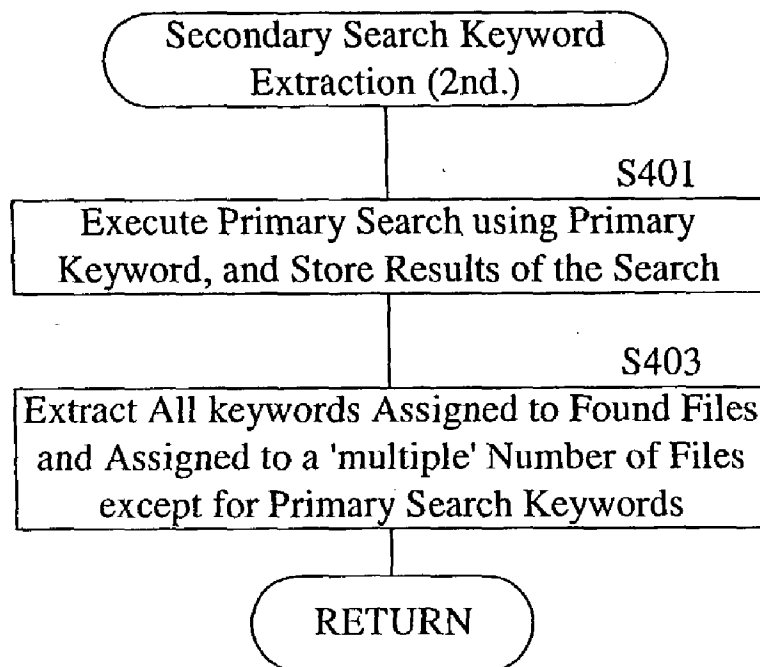 Secondary Search Keyword
Extraction (2nd.)
S401
Execute Primary Search using Primary
Keyword, and Store Results of the Search
S403
Extract All keywords Assigned to Found Files
and Assigned to a 'multiple' Number of Files
except for Primary Search Keywords
RETURN